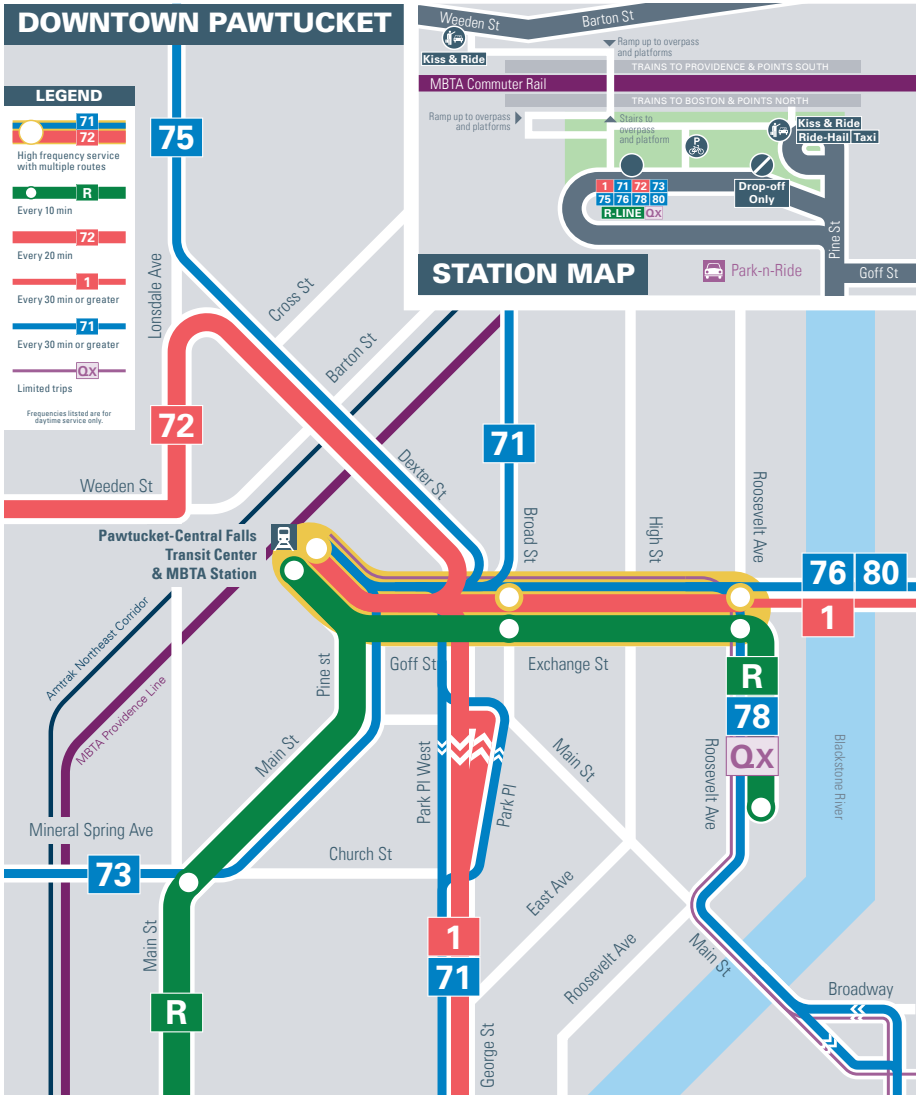 DOWNTOWN PAWTUCKET
LEGEND
71
72
High frequency service
with multiple routes
R
Every 10 min
72
Every 20 min
1
Every 30 min or greater
71
Every 30 min or greater
Qx
Limited trips
Frequencies litsted are for
daytime service only.
Weeden St
Barton St
Kiss & Ride
Ramp up to overpass
and platforms
TRAINS TO PROVIDENCE & POINTS SOUTH
MBTA Commuter Rail
TRAINS TO BOSTON & POINTS NORTH
Ramp up to overpass
and platforms
Stairs to
overpass
and platform
P
Kiss & Ride
Ride-Hail Taxi
1 71 72 73
75 76 78 80
R-LINE Qx
Drop-off
Only
Pine St
Goff St
STATION MAP
Park-n-Ride
75
Lonsdale Ave
Cross St
Barton St
72
71
Weeden St
Dexter St
Broad St
High St
Roosevelt Ave
Pawtucket-Central Falls
Transit Center
& MBTA Station
76 80
1
Amtrak Northeast Corridor
MBTA Providence Line
Pine st
Goff St
Exchange St
R
78
Qx
Main St
Park Pl West
Park Pl
Main St
Roosevelt Ave
Blackstone River
Mineral Spring Ave
73
Church St
East Ave
Main St
1
71
Roosevelt Ave
Main St
Broadway
R
George St